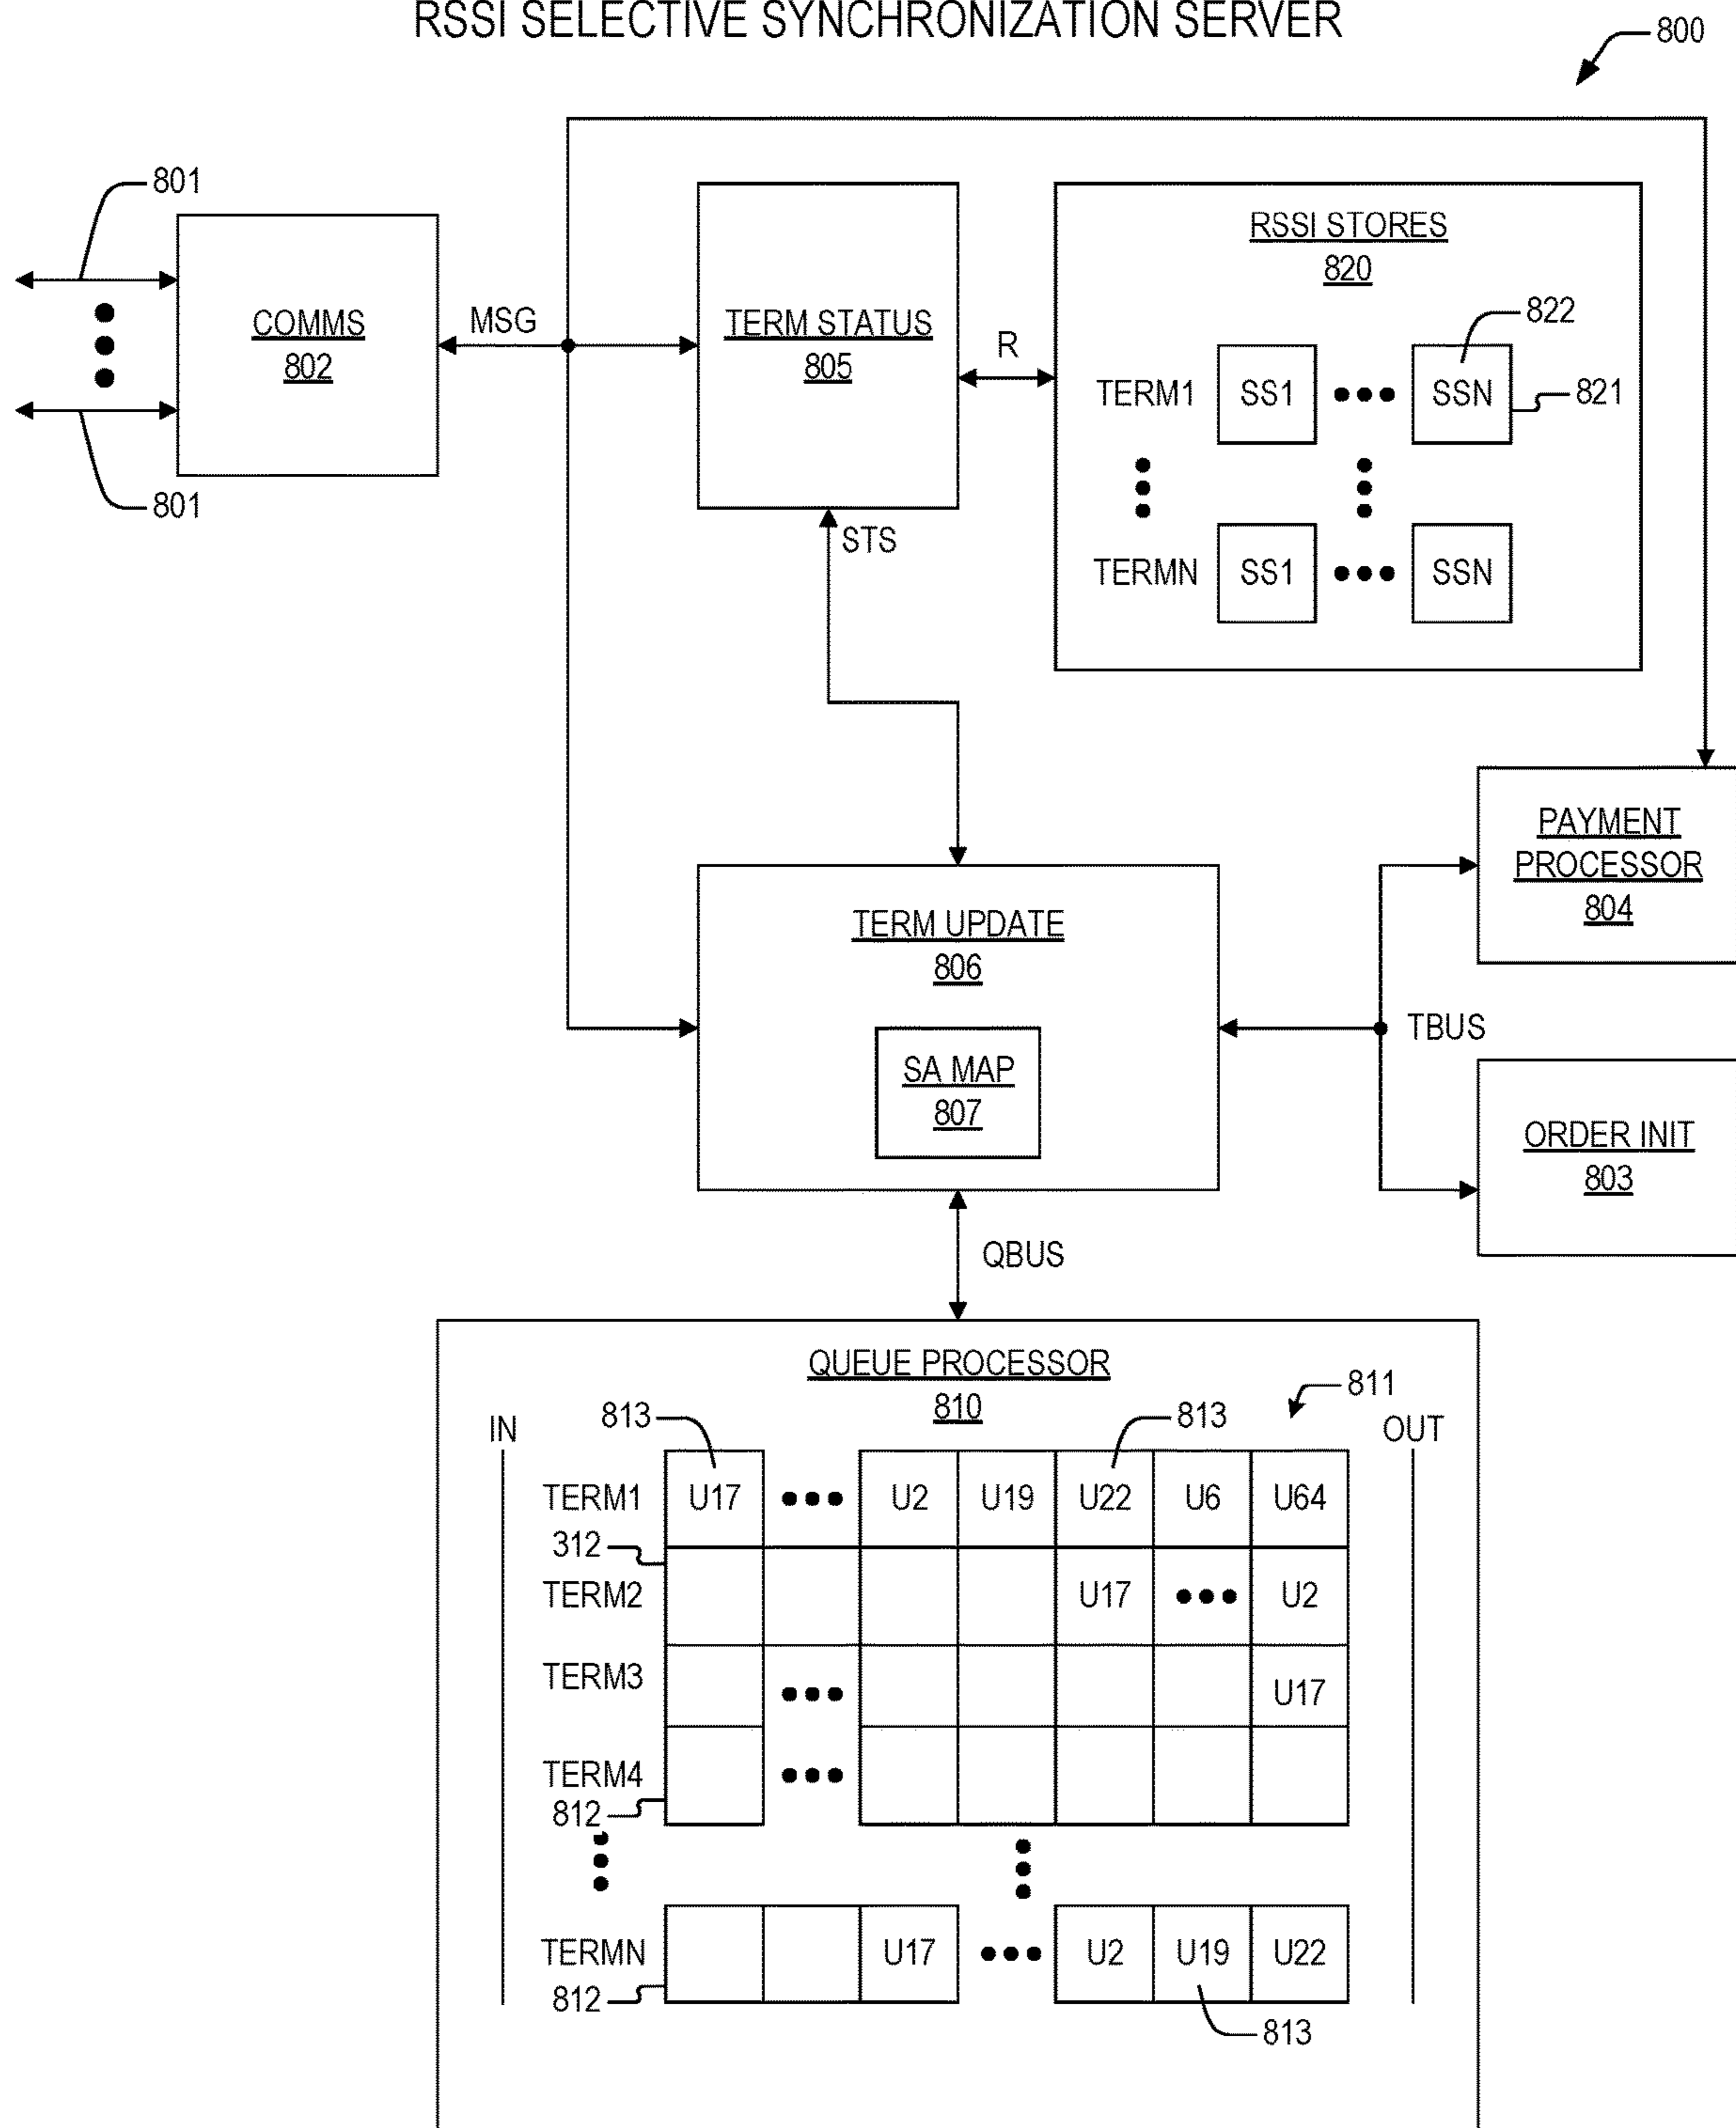 RSSI SELECTIVE SYNCHRONIZATION SERVER
800
801
801
COMMS
802
MSG
TERM STATUS
805
R
STS
RSSI STORES
820
822
821
TERM1 SS1 SSN
TERMN SS1 SSN
PAYMENT
PROCESSOR
804
TERM UPDATE
806
SA MAP
807
TBUS
ORDER INIT
803
QBUS
QUEUE PROCESSOR
810
811
813
813
IN
OUT
TERM1 U17 U2 U19 U22 U6 U64
312
TERM2 U17 U2
TERM3 U17
TERM4
812
TERMN U17 U2 U19 U22
812
813